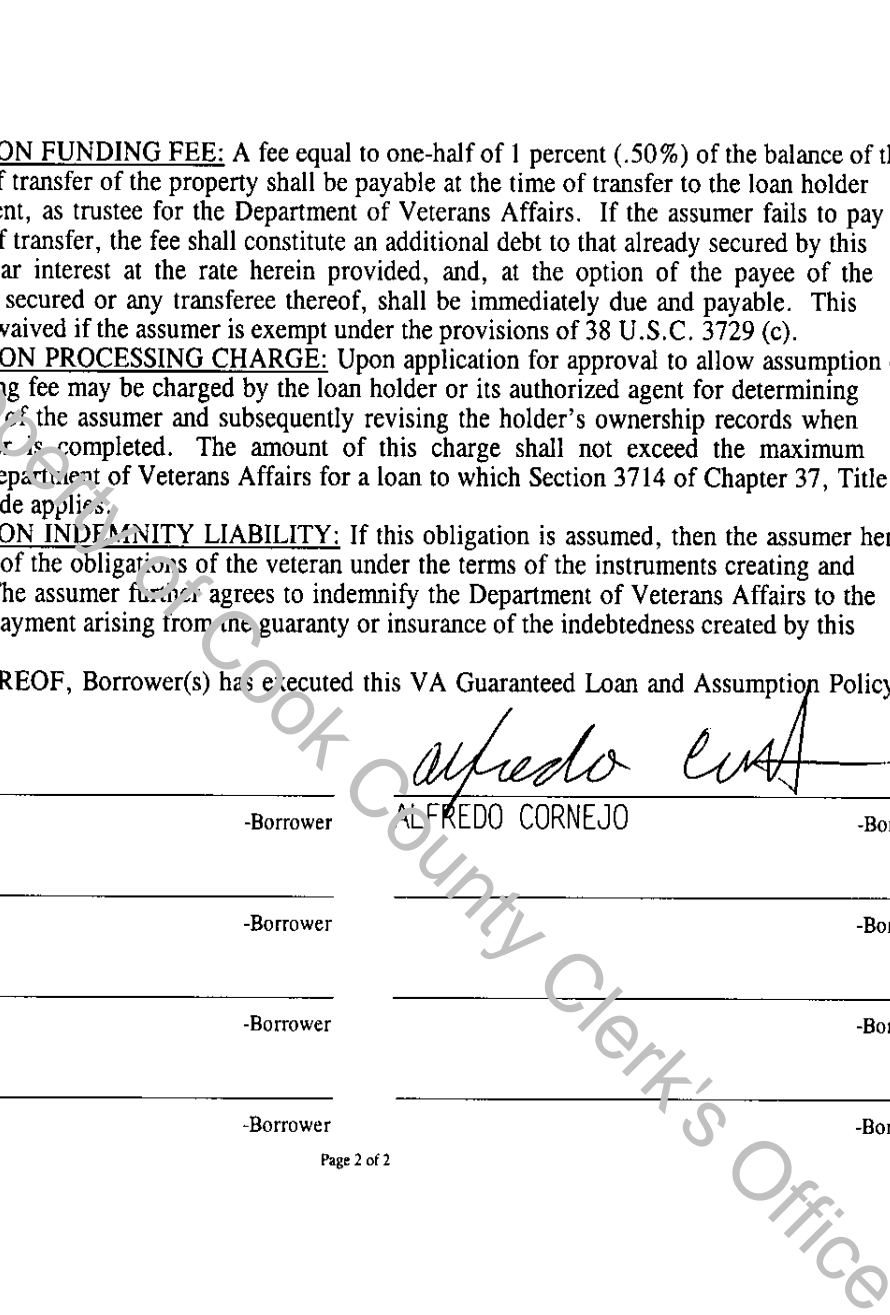 ON FUNDING FEE: A fee equal to one-half of 1 percent (.50%) of the balance of th
f transfer of the property shall be payable at the time of transfer to the loan holder
ent, as trustee for the Department of Veterans Affairs. If the assumer fails to pay
f transfer, the fee shall constitute an additional debt to that already secured by this
ar interest at the rate herein provided, and, at the option of the payee of the
secured or any transferee thereof, shall be immediately due and payable. This
waived if the assumer is exempt under the provisions of 38 U.S.C. 3729 (c).
ON PROCESSING CHARGE: Upon application for approval to allow assumption
ng fee may be charged by the loan holder or its authorized agent for determining
of the assumer and subsequently revising the holder's ownership records when
r is completed. The amount of this charge shall not exceed the maximum
epartment of Veterans Affairs for a loan to which Section 3714 of Chapter 37, Title
de applies.
ON INDEMNITY LIABILITY: If this obligation is assumed, then the assumer her
of the obligations of the veteran under the terms of the instruments creating and
he assumer further agrees to indemnify the Department of Veterans Affairs to the
ayment arising from the guaranty or insurance of the indebtedness created by this
REOF, Borrower(s) has executed this VA Guaranteed Loan and Assumption Policy
alfredo
-Borrower ALFREDO CORNEJO -Bor
-Borrower -Bor
-Borrower -Bor
-Borrower -Bor
Page 2 of 2
operty of Cook County Clerk's Office